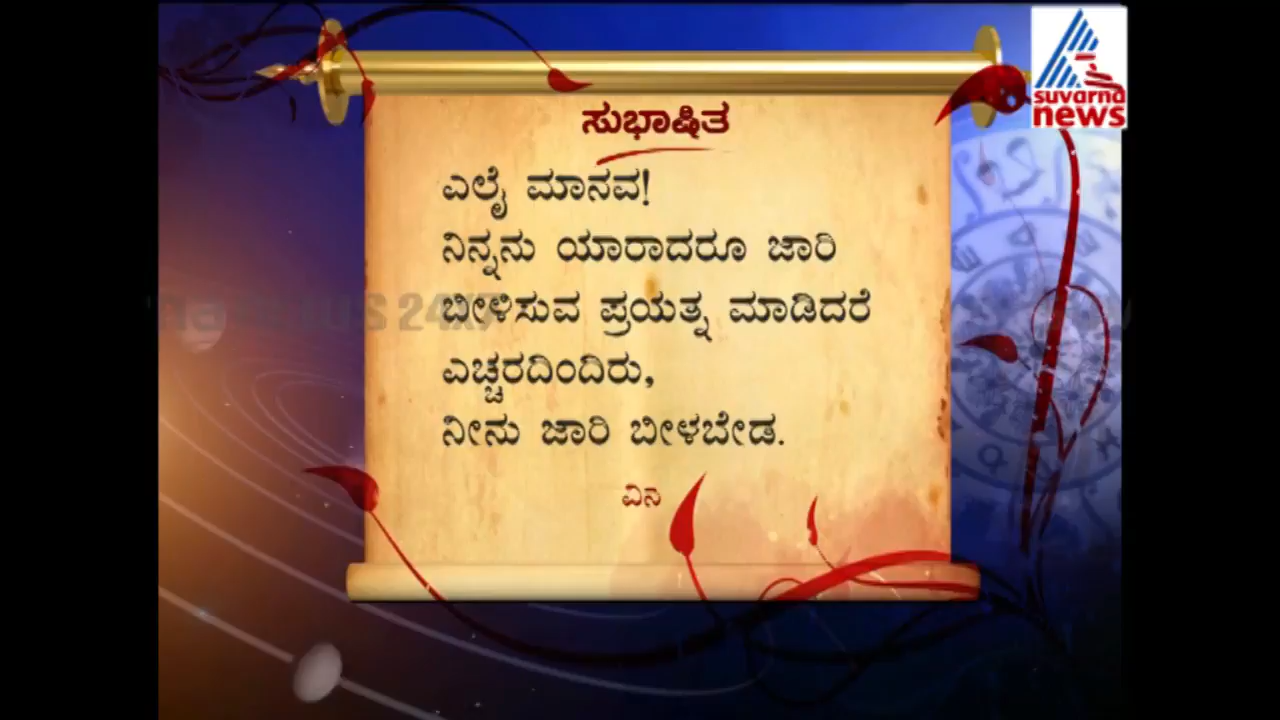 suvarna
news
ಸುಭಾಷಿತ
ಎಲೈ ಮಾನವ!
ನಿನ್ನನು ಯಾರಾದರೂ ಜಾರಿ
ಬೀಳಿಸುವ ಪ್ರಯತ್ನ ಮಾಡಿದರೆ
ಎಚ್ಚರದಿಂದಿರು,
ನೀನು ಜಾರಿ ಬೀಳಬೇಡ.